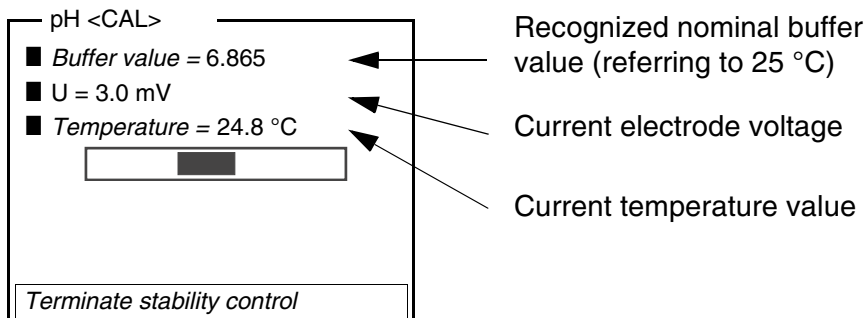 pH <CAL>
Buffer value = 6.865
U = 3.0 mV
Temperature = 24.8 °C
Terminate stability control
Recognized nominal buffer
value (referring to 25 °C)
Current electrode voltage
Current temperature value